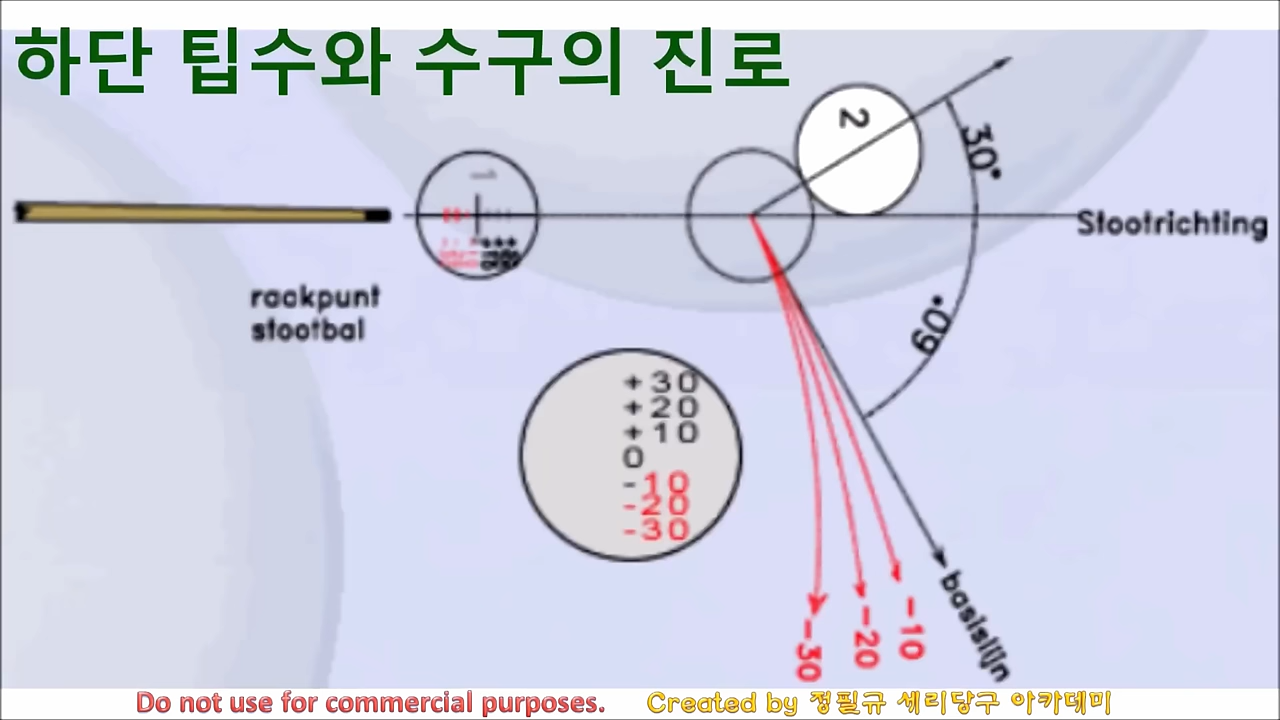 하단 팁수와 수구의 진로
2
30°
1
Stootrichting
raakpunt
stootbal
60°
+30
+20
+10
0
-10
-20
-30
basislijn
-10
-20
-30
Do not use for commercial purposes. Created by 정필규 세리당구 아카데미